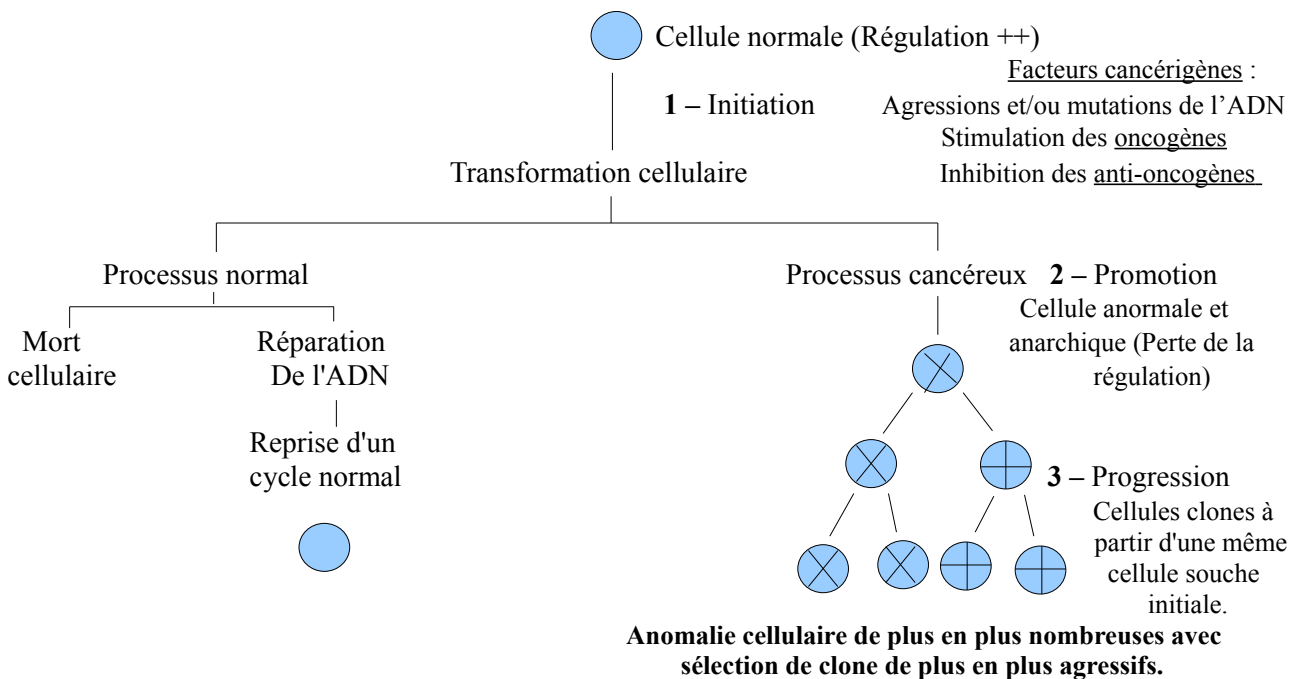 Cellule normale (Régulation ++)
Facteurs cancérigènes :
1 – Initiation
Agressions et/ou mutations de l’ADN
Stimulation des oncogènes
Inhibition des anti-oncogènes
Transformation cellulaire
Processus normal
Mort
cellulaire
Réparation
De l'ADN
Reprise d'un
cycle normal
Processus cancéreux
2 – Promotion
Cellule anormale et
anarchique (Perte de la
régulation)
3 – Progression
Cellules clones à
partir d'une même
cellule souche
initiale.
Anomalie cellulaire de plus en plus nombreuses avec
sélection de clone de plus en plus agressifs.